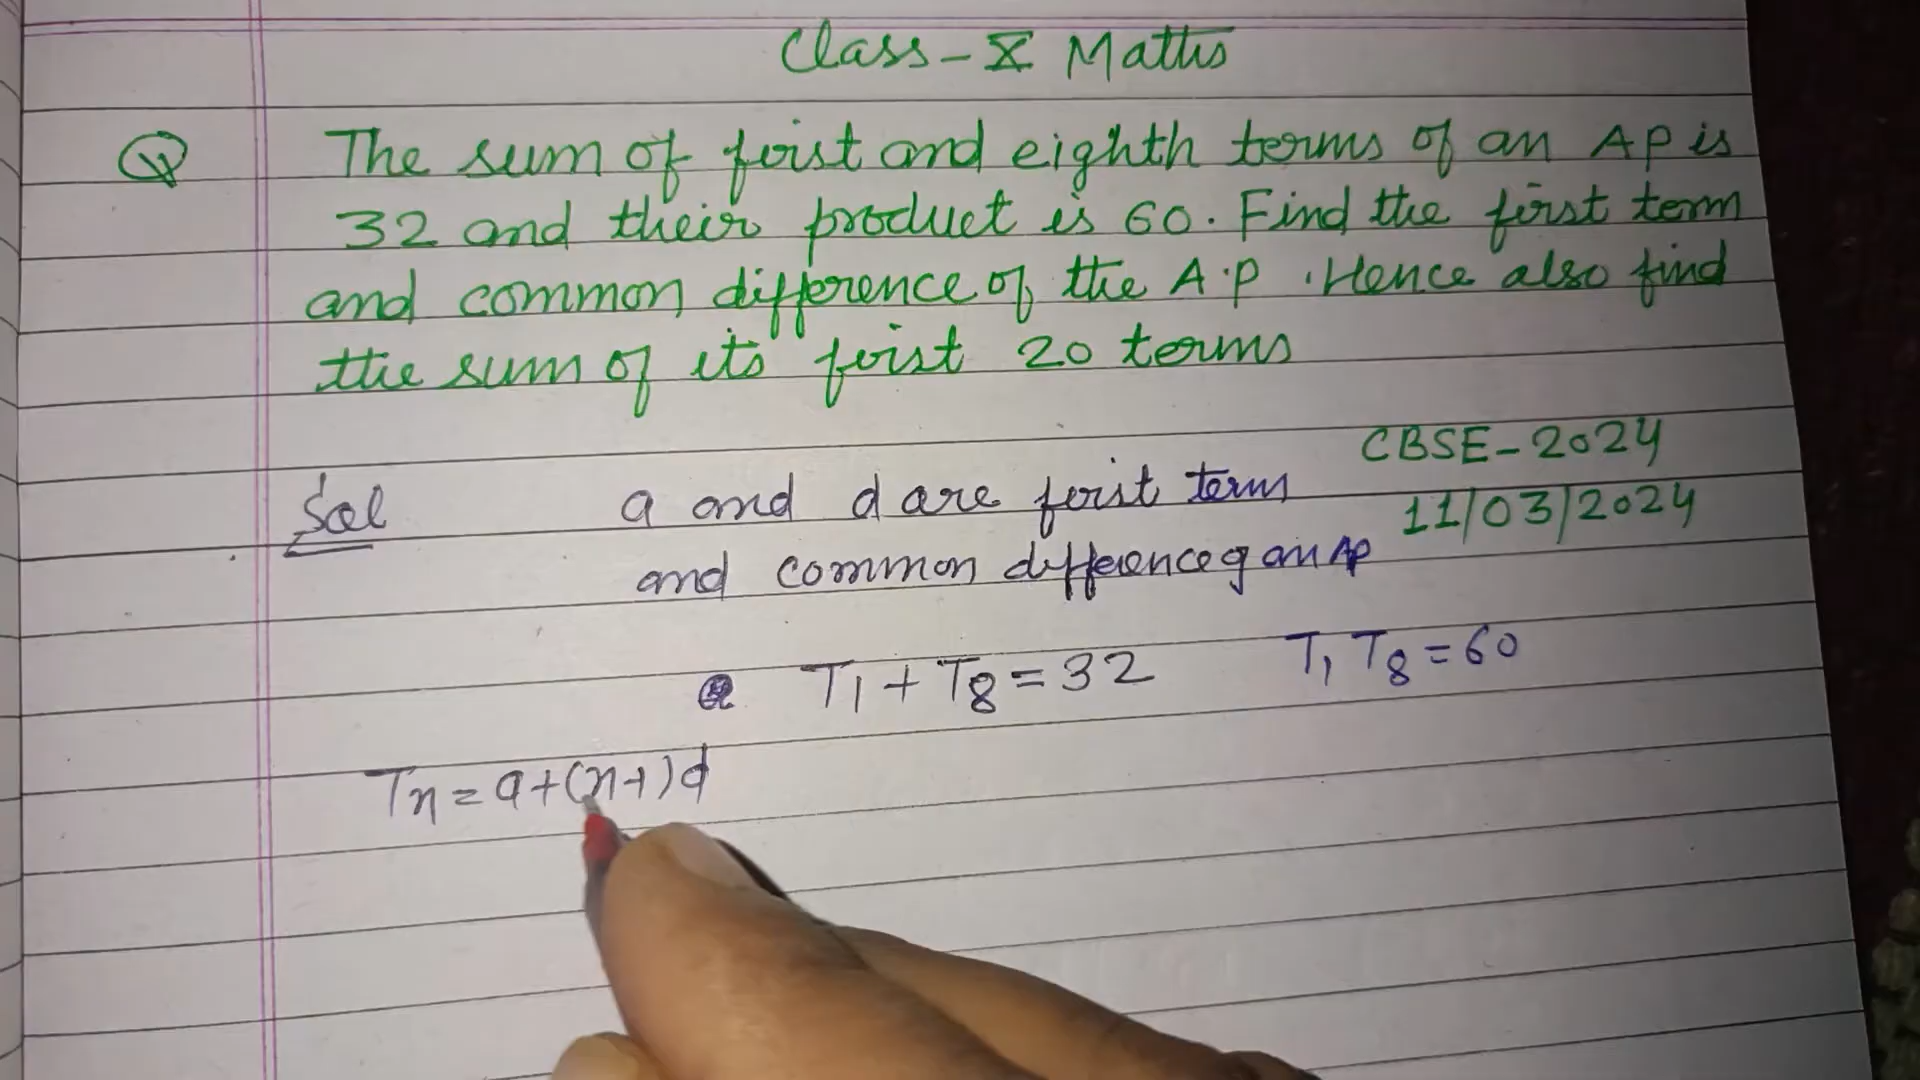 Class-X Maths
Q The sum of first and eighth terms of an AP is
32 and their product is 60. Find the first term
and common difference of the A.P. Hence also find
the sum of its first 20 terms
CBSE-2024
Sol a and d are first term
11/03/2024
and common difference of an AP
T1 + T8 = 32 T1 T8 = 60
Tn = a+(n-1)d